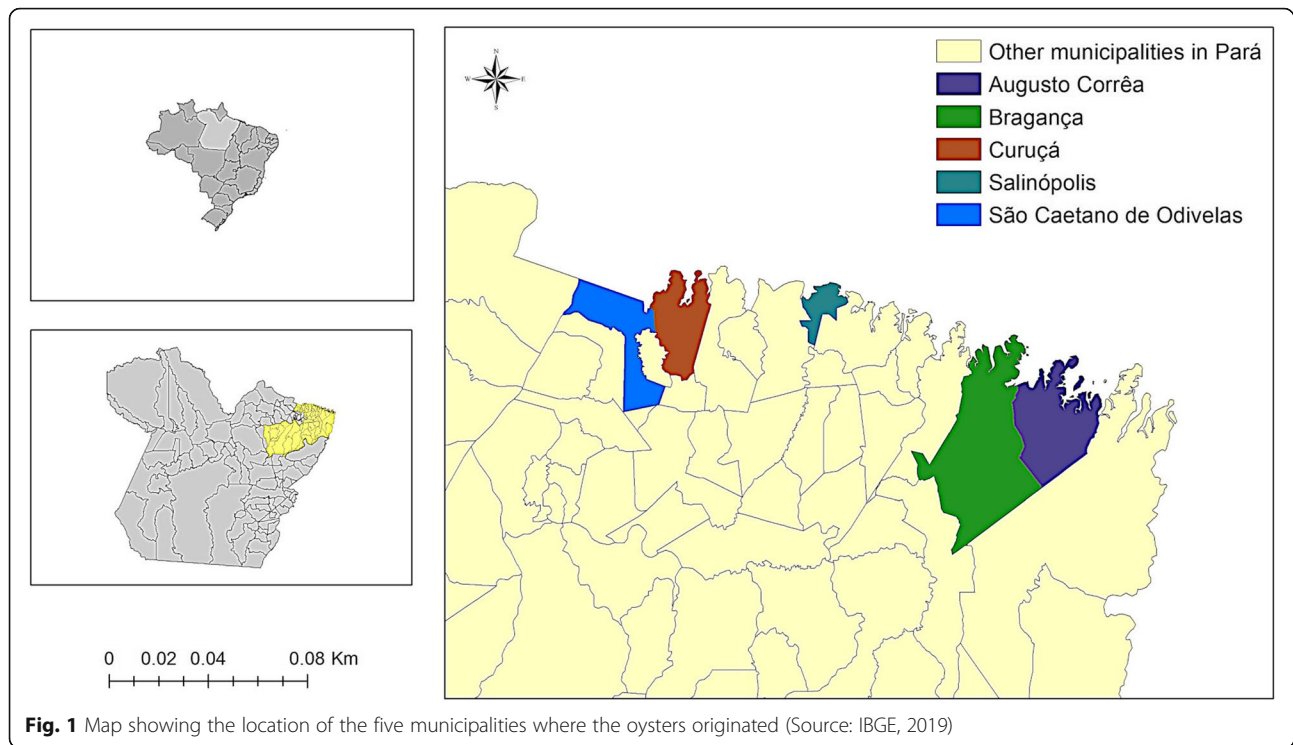 N
W E
S
Other municipalities in Pará
Augusto Corrêa
Bragança
Curuçá
Salinópolis
São Caetano de Odivelas
0 0.02 0.04 0.08 Km
Fig. 1 Map showing the location of the five municipalities where the oysters originated (Source: IBGE, 2019)